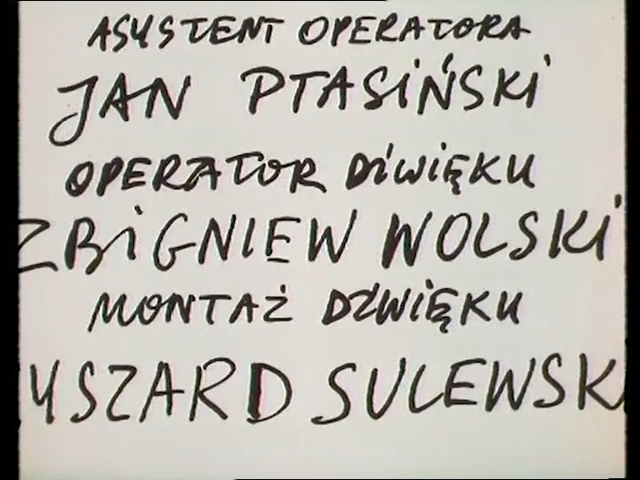 ASYSTENT OPERATORA
JAN PTASIŃSKI
OPERATOR DŹWIĘKU
ZBIGNIEW WOLSKI
MONTAŻ DŹWIĘKU
YSZARD SULEWSK